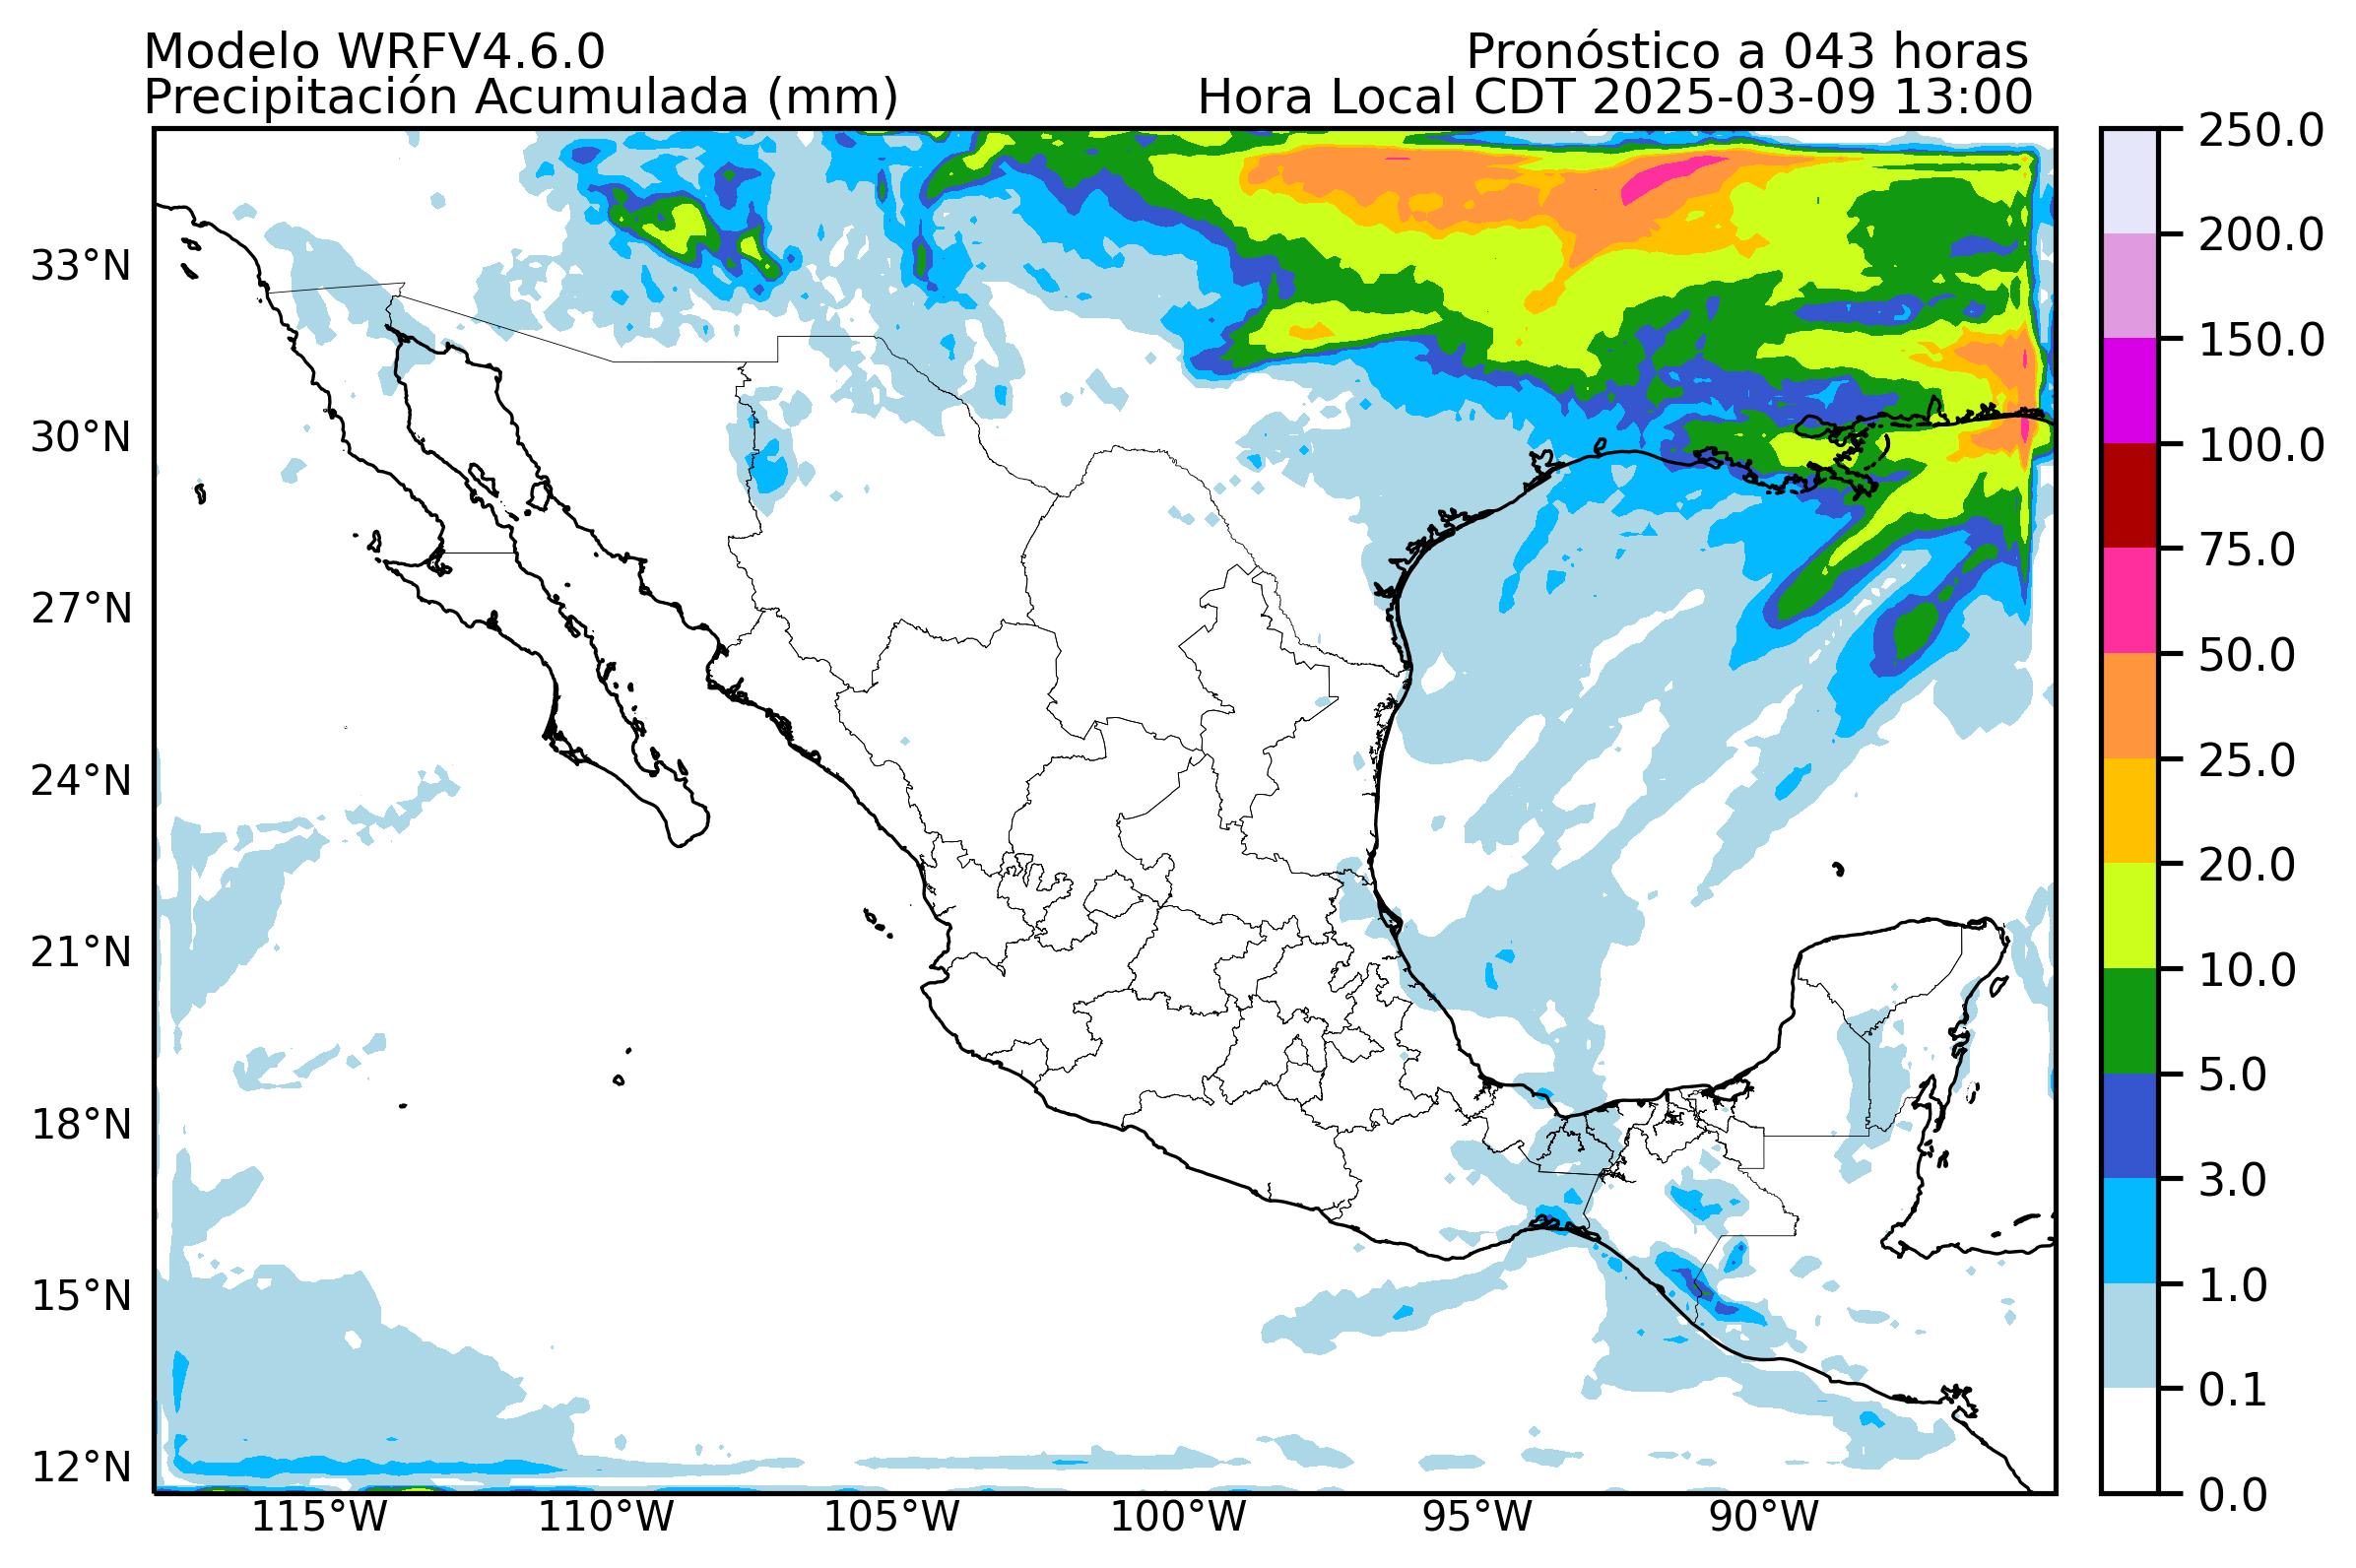 Modelo WRFV4.6.0
Pronóstico a 043 horas
Precipitación Acumulada (mm)
Hora Local CDT 2025-03-09 13:00
33°N
30°N
27°N
24°N
21°N
18°N
15°N
12°N
115°W
110°W
105°W
100°W
95°W
90°W
250.0
200.0
150.0
100.0
75.0
50.0
25.0
20.0
10.0
5.0
3.0
1.0
0.1
0.0